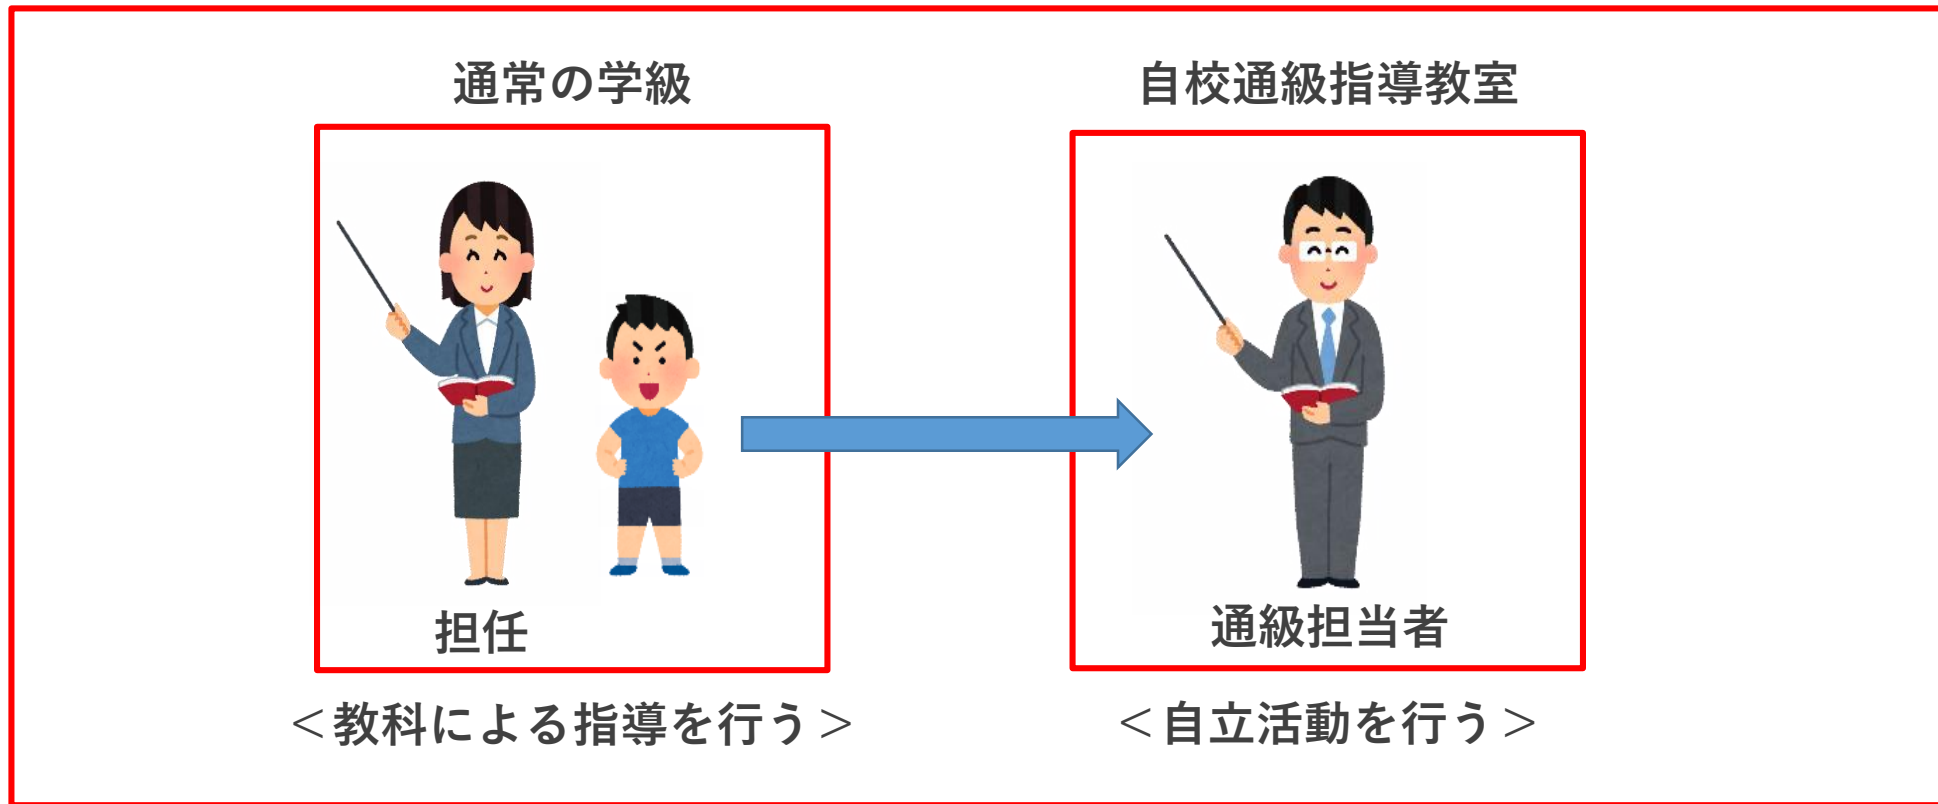 通常の学級
自校通級指導教室
担任
通級担当者
＜教科による指導を行う＞
＜自立活動を行う＞